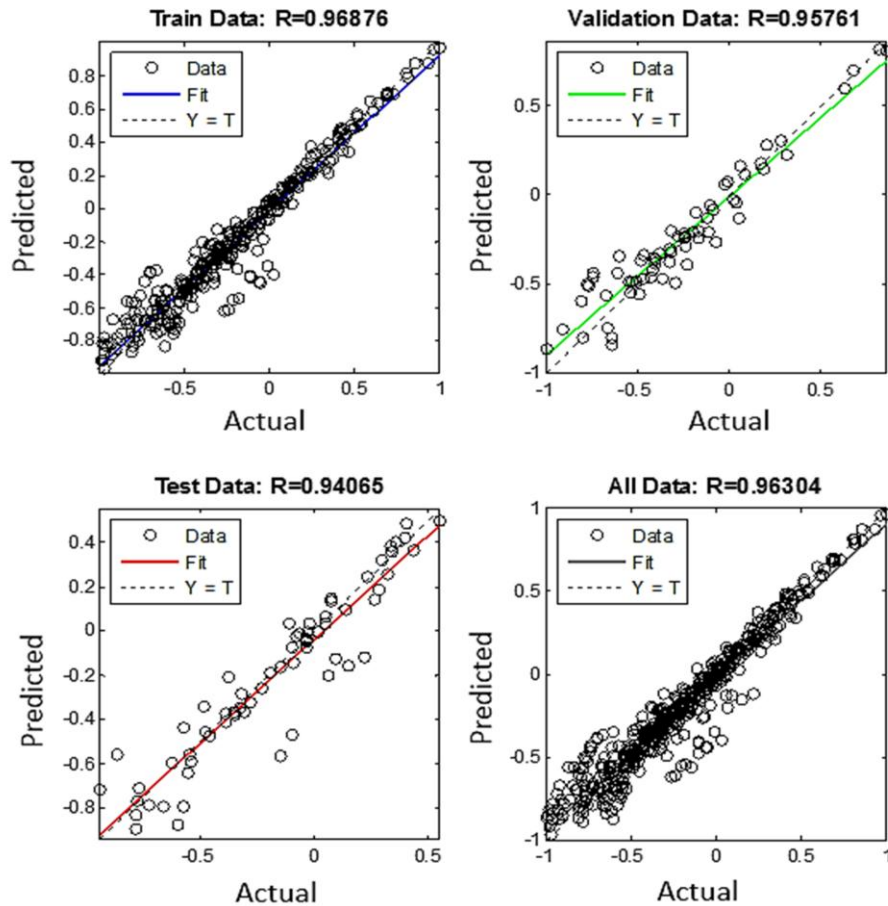 Train Data: R=0.96876
Data
Fit
Y = T
0.8
0.6
0.4
0.2
0
-0.2
-0.4
-0.6
-0.8
Predicted
-0.5
0
0.5
1
Actual
Validation Data: R=0.95761
Data
Fit
Y = T
0.5
0
-0.5
-1
Predicted
-1
-0.5
0
0.5
Actual
Test Data: R=0.94065
Data
Fit
Y = T
0.4
0.2
0
-0.2
-0.4
-0.6
-0.8
Predicted
-0.5
0
0.5
Actual
All Data: R=0.96304
Data
Fit
Y = T
1
0.5
0
-0.5
-1
Predicted
-1
-0.5
0
0.5
1
Actual